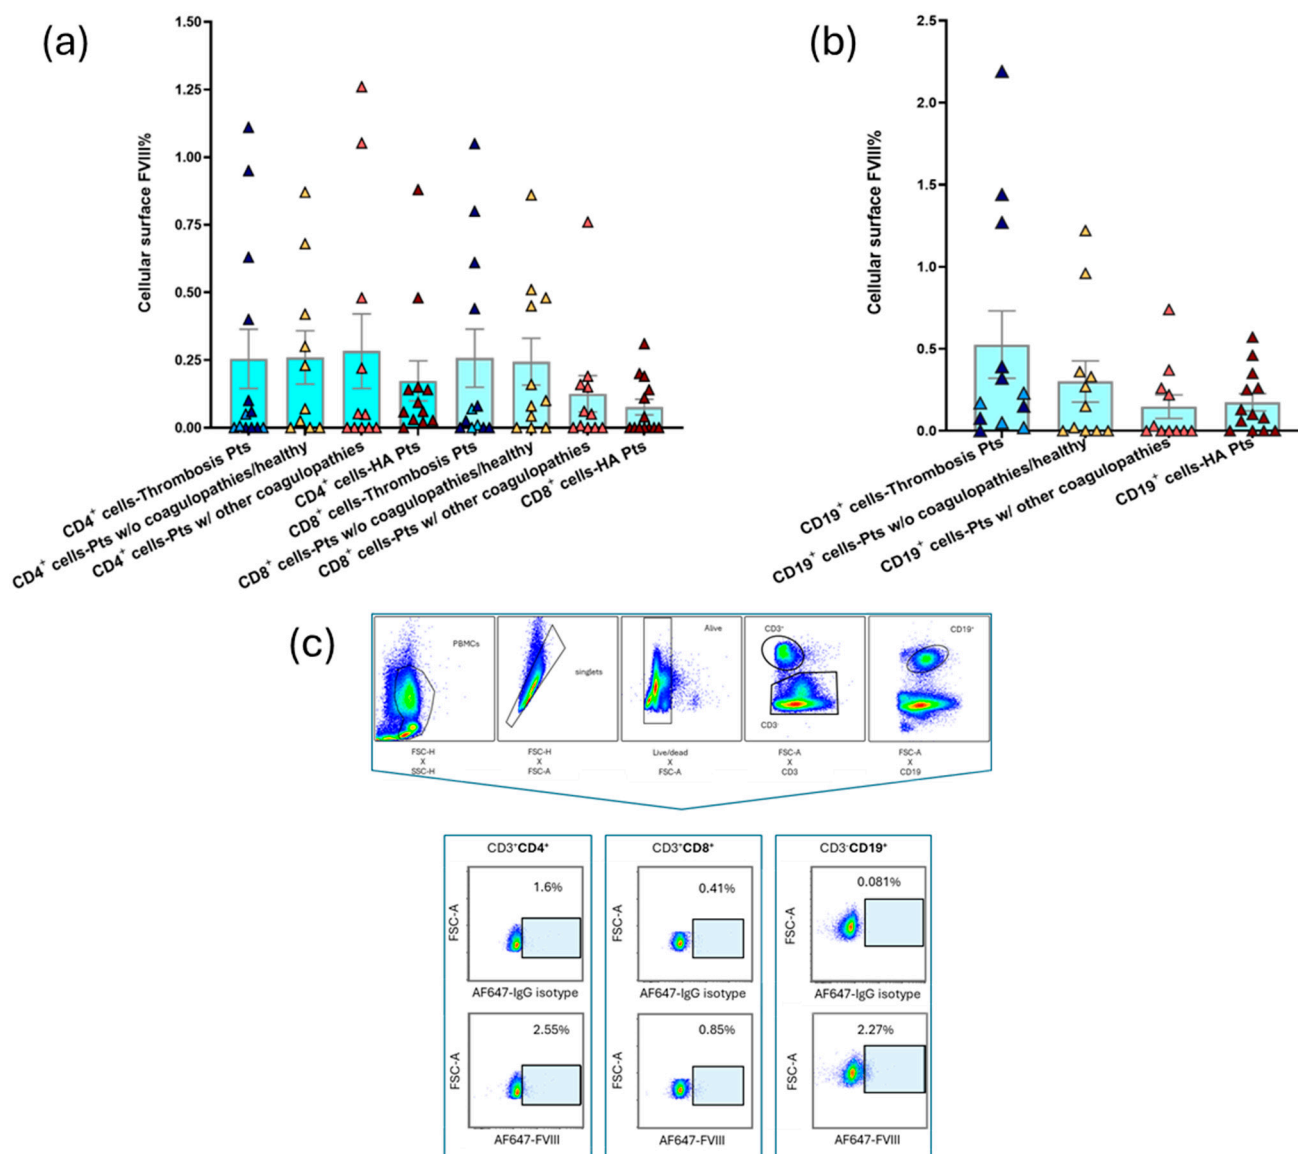 (a)
Cellular surface FVIII%
1.50
1.25
1.00
0.75
0.50
0.25
0.00
CD4+ cells-Thrombosis Pts
CD4+ cells-Pts w/o coagulopathies/healthy
CD4+ cells-Pts w/ other coagulopathies
CD4+ cells-HA Pts
CD8+ cells-Thrombosis Pts
CD8+ cells-Pts w/o coagulopathies/healthy
CD8+ cells-Pts w/ other coagulopathies
CD8+ cells-HA Pts
(b)
Cellular surface FVIII%
2.5
2.0
1.5
1.0
0.5
0.0
CD19+ cells-Thrombosis Pts
CD19+ cells-Pts w/o coagulopathies/healthy
CD19+ cells-Pts w/ other coagulopathies
CD19+ cells-HA Pts
(c)
PBMCs
FSC-H
X
SSC-H
singlets
FSC-H
X
FSC-A
Alive
Live/dead
X
FSC-A
CD3+
CD3
FSC-A
X
CD3
CD19+
FSC-A
X
CD19
CD3+CD4+
1.6%
FSC-A
AF647-IgG isotype
2.55%
FSC-A
AF647-FVIII
CD3+CD8+
0.41%
FSC-A
AF647-IgG isotype
0.85%
FSC-A
AF647-FVIII
CD3-CD19+
0.081%
FSC-A
AF647-IgG isotype
2.27%
FSC-A
AF647-FVIII